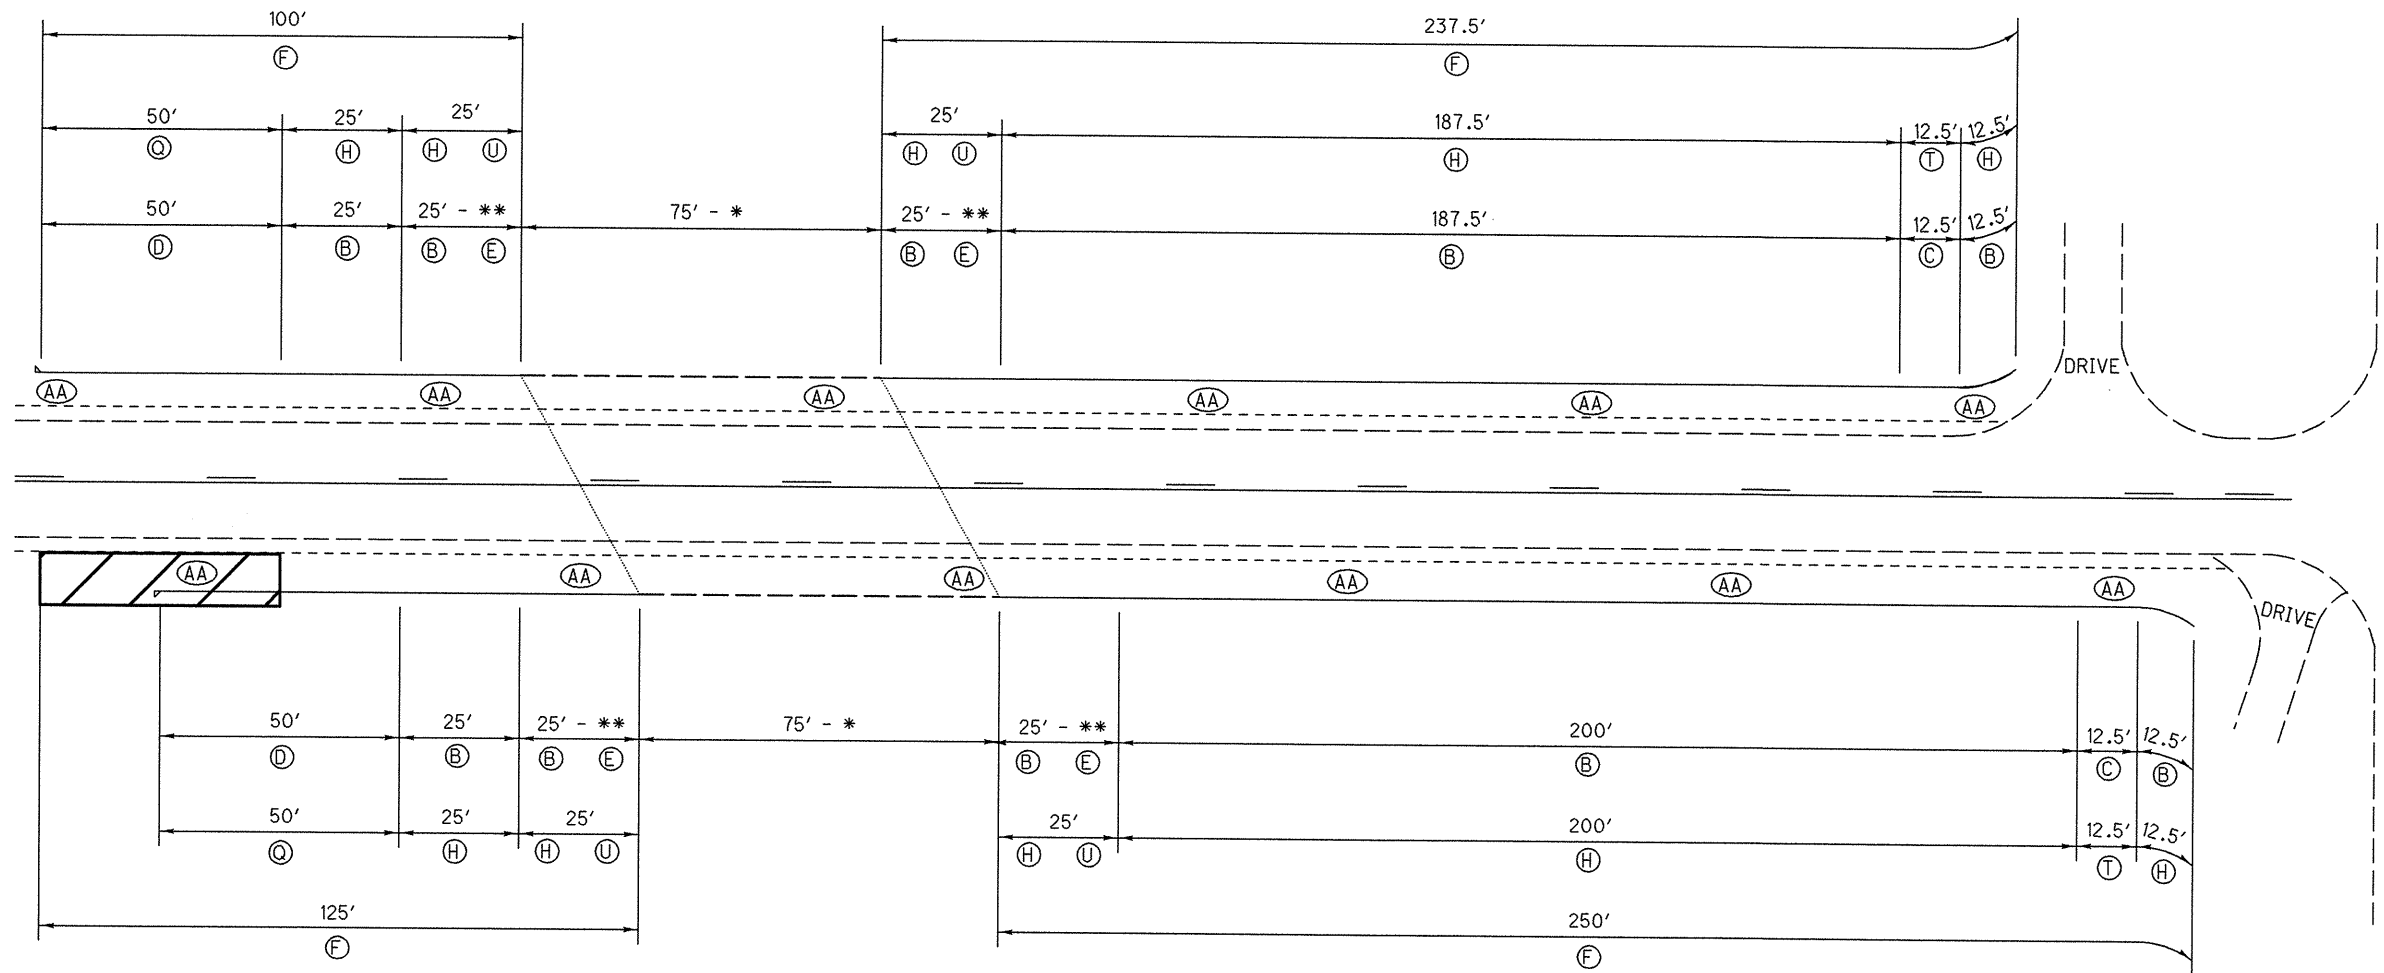 100′ 237.5′
F F
50′ 25′ 25′ 25′ 187.5′ 12.5′ 12.5′
Q H H U H U H T H
50′ 25′ 25′ - ** 75′ - * 25′ - ** 187.5′ 12.5′ 12.5′
D B B E B E B C B
DRIVE
AA AA AA AA AA AA
AA AA AA AA AA AA
DRIVE
50′ 25′ 25′ - ** 75′ - * 25′ - ** 200′ 12.5′ 12.5′
D B B E B E B C B
50′ 25′ 25′ 25′ 200′ 12.5′ 12.5′
Q H H U H U H T H
125′ 250′
F F